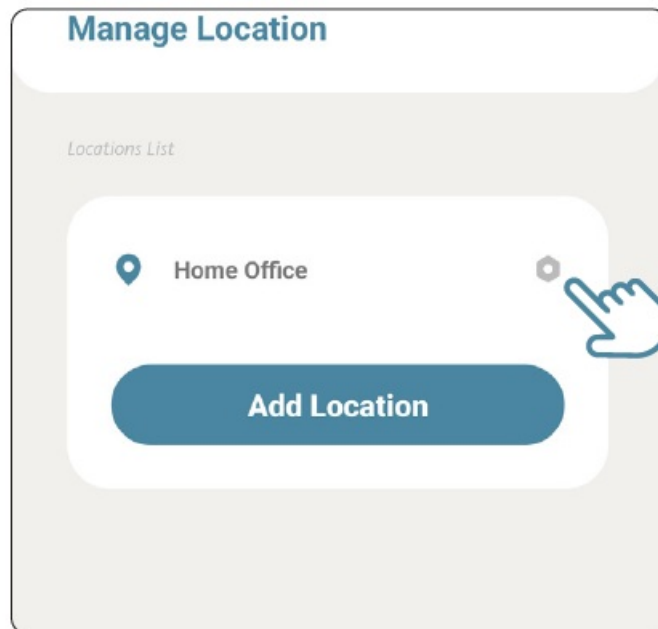 Manage Location
Locations List
Home Office
Add Location